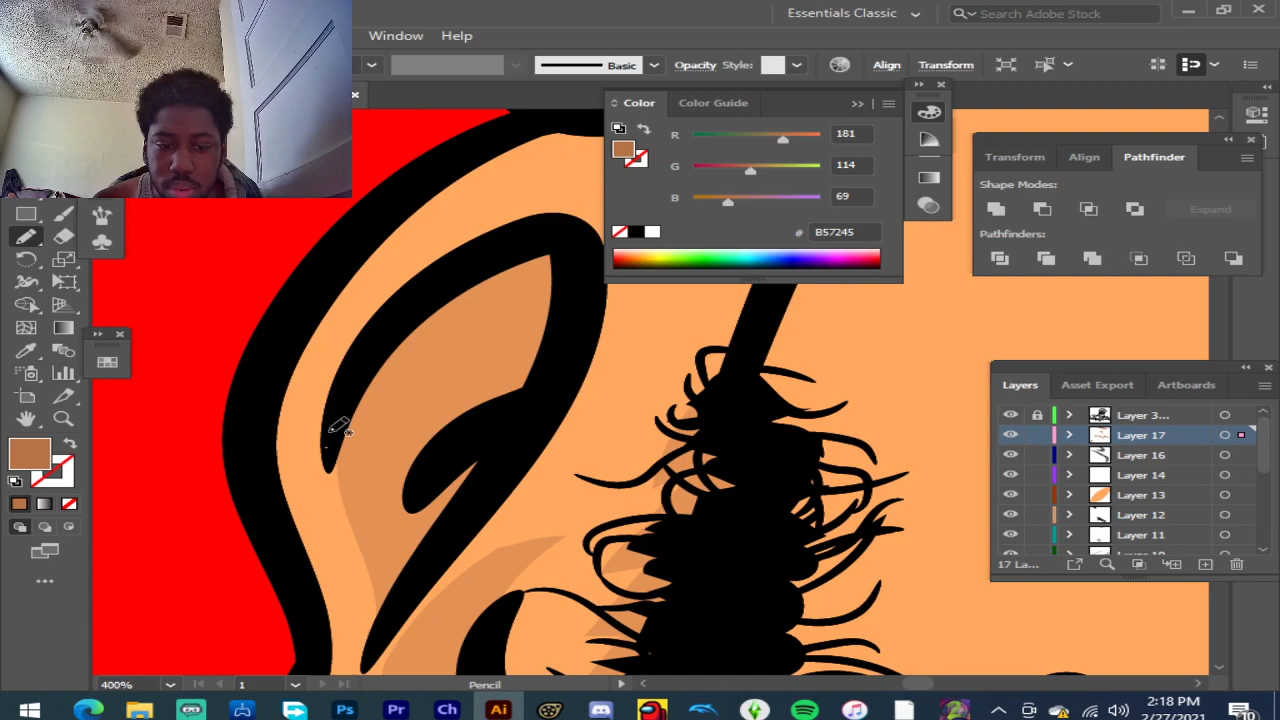 Essentials Classic
Search Adobe Stock
Window Help
Basic Opacity Style: Align Transform
Color Color Guide
R 181
G 114
B 69
# B57245
Transform Align Pathfinder
Shape Modes:
Expand
Pathfinders:
Layers Asset Export Artboards
Layer 3...
Layer 17
Layer 16
Layer 14
Layer 13
Layer 12
Layer 11
17 La...
400% 1 Pencil
Ps Pr Ch Ai
2:18 PM
2/27/2021